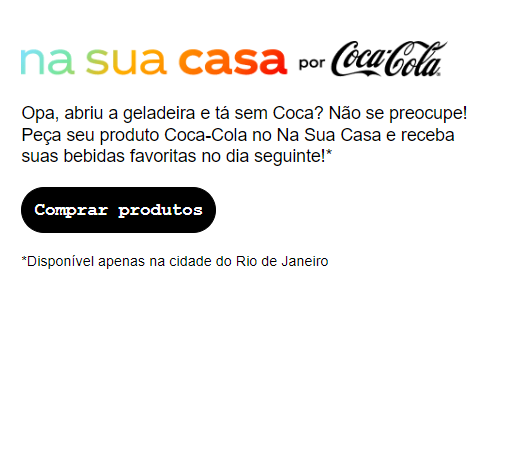 na sua casa por Coca-Cola
Opa, abriu a geladeira e tá sem Coca? Não se preocupe!
Peça seu produto Coca-Cola no Na Sua Casa e receba
suas bebidas favoritas no dia seguinte!*
Comprar produtos
*Disponível apenas na cidade do Rio de Janeiro